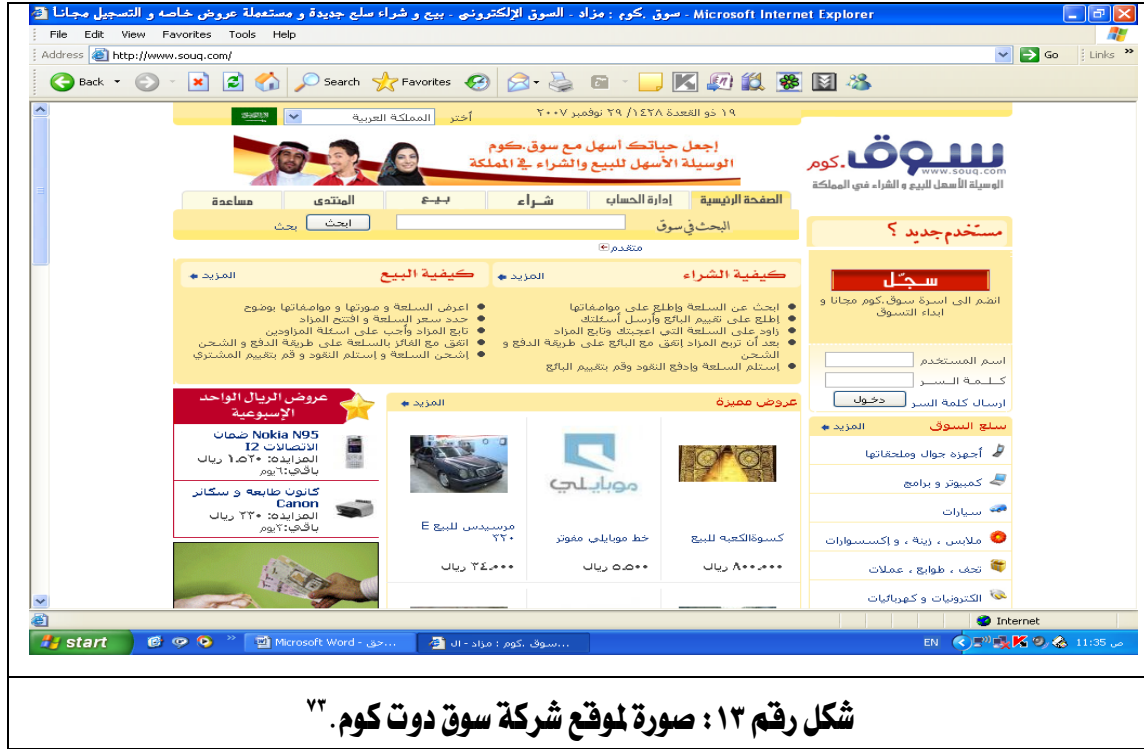 سوق .كوم : مزاد - السوق الإلكتروني - بيع و شراء سلع جديدة و مستعملة عروض خاصه و التسجيل مجانا - Microsoft Internet Explorer
File Edit View Favorites Tools Help
Address http://www.souq.com/ Go Links »
Back Search Favorites
١٩ ذو القعدة ١٤٢٨/ ٢٩ نوفمبر ٢٠٠٧
أختر المملكة العربية
سوق.كوم
www.souq.com
الوسيلة الأسهل للبيع و الشراء في المملكة
إجعل حياتك أسهل مع سوق.كوم
الوسيلة الأسهل للبيع والشراء في المملكة
الصفحة الرئيسية إدارة الحساب شراء بيع المنتدى مساعدة
البحث في سوق ابحث بحث
متقدم
مستخدم جديد ؟
سجّل
انضم الى اسرة سوق.كوم مجانا و
ابداء التسوق
اسم المستخدم
كلمة السر
ارسال كلمة السر دخول
كيفية الشراء المزيد
ابحث عن السلعة وإطلع على مواصفاتها
إطلع على تقييم البائع وأرسل أسئلتك
زاود على السلعة التي اعجبتك وتابع المزاد
بعد أن تربح المزاد إتفق مع البائع على طريقة الدفع و
الشحن
إستلم السلعة وإدفع النقود وقم بتقييم البائع
كيفية البيع المزيد
اعرض السلعة و صورتها و مواصفاتها بوضوح
حدد سعر السلعة و افتتح المزاد
تابع المزاد وأجب على اسئلة المزاودين
اتفق مع الفائز بالسلعة على طريقة الدفع و الشحن
إشحن السلعة و إستلم النقود و قم بتقييم المشتري
سلع السوق المزيد
أجهزة جوال وملحقاتها
كمبيوتر و برامج
سيارات
ملابس ، زينة ، و إكسسوارات
تحف ، طوابع ، عملات
الكترونيات و كهربائيات
عروض مميزة المزيد
كسوةالكعبه للبيع
٨٠٠,٠٠٠ ريال
موبايلي
خط موبايلي مفوتر
٥,٥٠٠ ريال
مرسيدس للبيع E
٢٢٠
٣٤,٠٠٠ ريال
عروض الريال الواحد
الإسبوعية
Nokia N95 ضمان
الاتصالات I2
المزايده: ١,٥٢٠ ريال
باقي:٦يوم
كانون طابعه و سكانر
Canon
المزايده: ٢٣٠ ريال
باقي:٢يوم
Internet
start » Microsoft Word - حق... سوق .كوم : مزاد - ال... EN 11:35 ص
شكل رقم ١٣ : صورة لموقع شركة سوق دوت كوم.٧٣